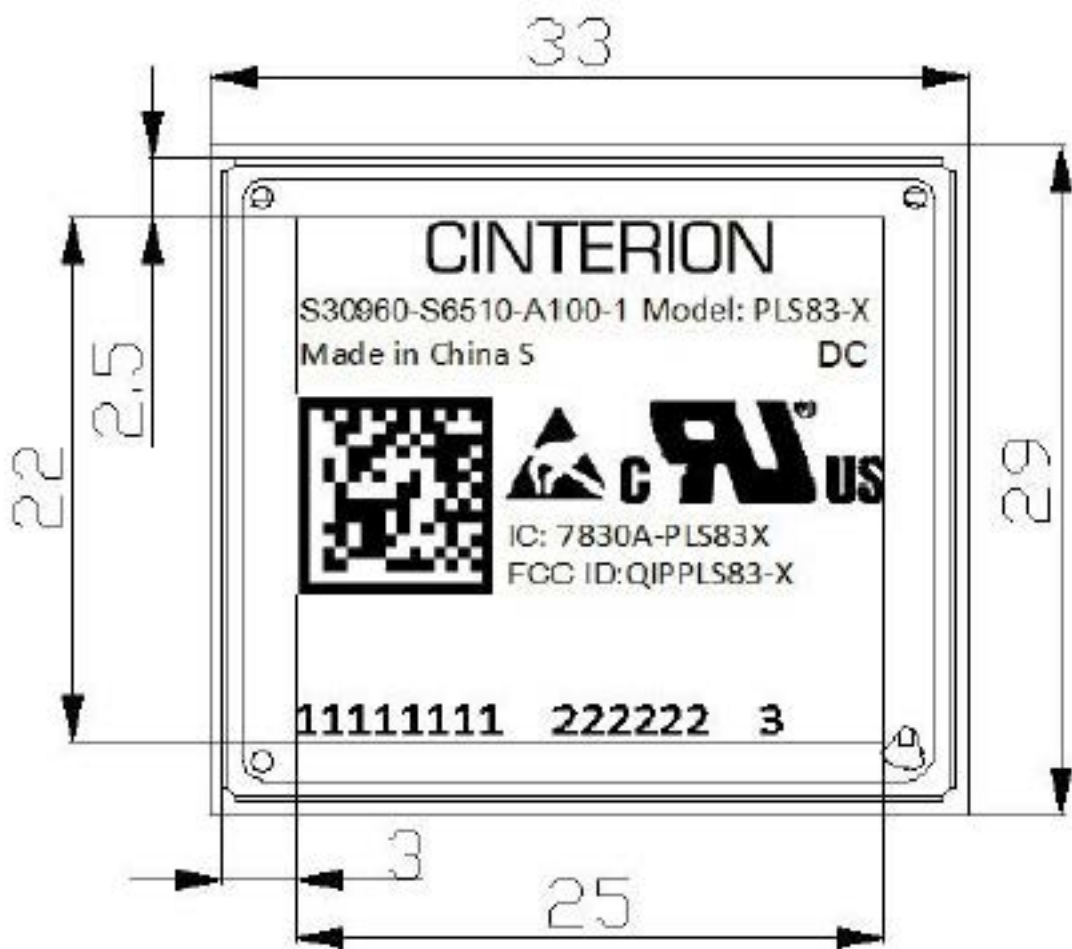 33
2.5
22
29
CINTERION
S30960-S6510-A100-1 Model: PLS83-X
Made in China S DC
C RU ® US
IC: 7830A-PLS83X
FCC ID:QIPPLS83-X
11111111 222222 3
3
25